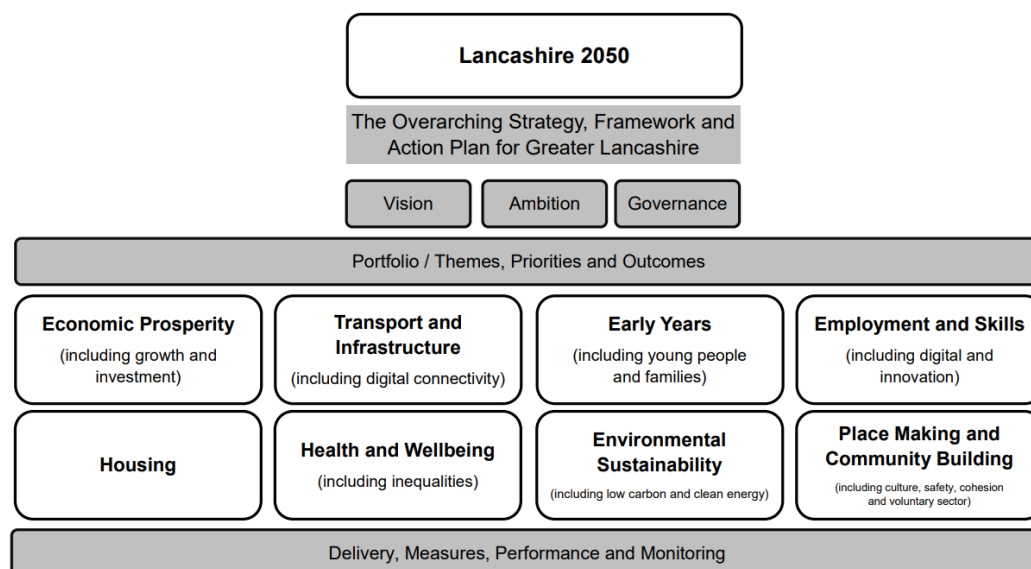 Lancashire 2050
The Overarching Strategy, Framework and
Action Plan for Greater Lancashire
Vision
Ambition
Governance
Portfolio / Themes, Priorities and Outcomes
Economic Prosperity
(including growth and
investment)
Transport and
Infrastructure
(including digital connectivity)
Early Years
(including young people
and families)
Employment and Skills
(including digital and
innovation)
Housing
Health and Wellbeing
(including inequalities)
Environmental
Sustainability
(including low carbon and clean energy)
Place Making and
Community Building
(including culture, safety, cohesion
and voluntary sector)
Delivery, Measures, Performance and Monitoring